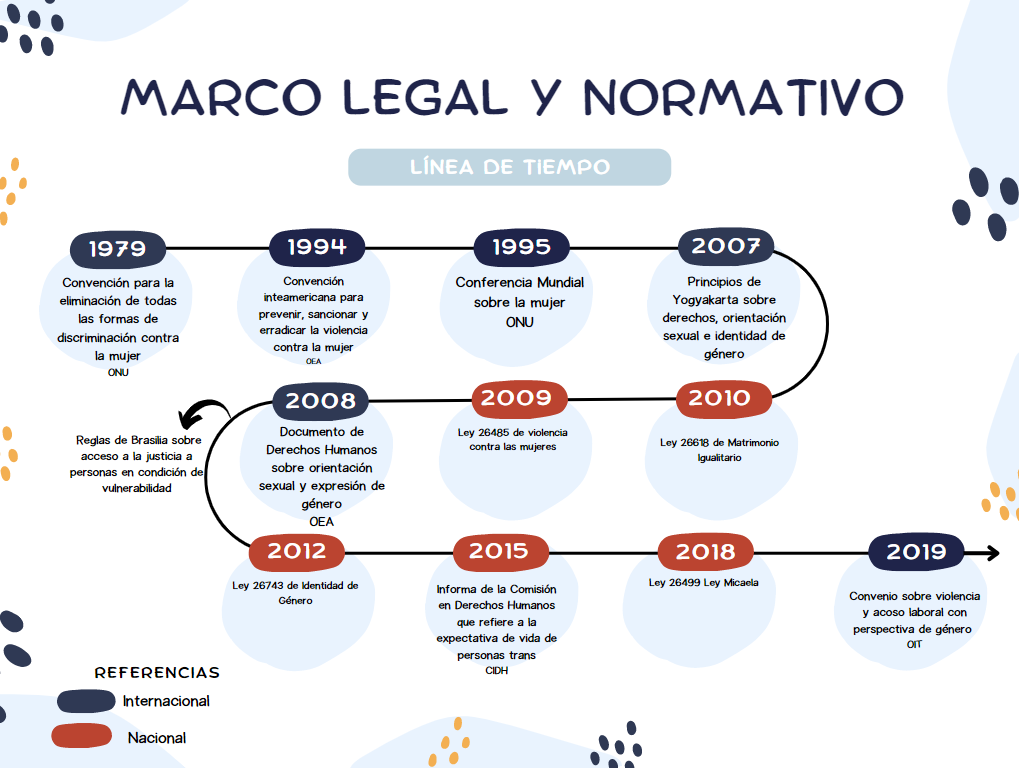 MARCO LEGAL Y NORMATIVO
LÍNEA DE TIEMPO
1979
Convención para la
eliminación de todas
las formas de
discriminación contra
la mujer
ONU
1994
Convención
inteamericana para
prevenir, sancionar y
erradicar la violencia
contra la mujer
OEA
1995
Conferencia Mundial
sobre la mujer
ONU
2007
Principios de
Yogyakarta sobre
derechos, orientación
sexual e identidad de
género
2008
Documento de
Derechos Humanos
sobre orientación
sexual y expresión de
género
OEA
Reglas de Brasilia sobre
acceso a la justicia a
personas en condición de
vulnerabilidad
2009
Ley 26485 de violencia
contra las mujeres
2010
Ley 26618 de Matrimonio
Igualitario
2012
Ley 26743 de Identidad de
Género
2015
Informa de la Comisión
en Derechos Humanos
que refiere a la
expectativa de vida de
personas trans
CIDH
2018
Ley 26499 Ley Micaela
2019
Convenio sobre violencia
y acoso laboral con
perspectiva de género
OIT
REFERENCIAS
Internacional
Nacional